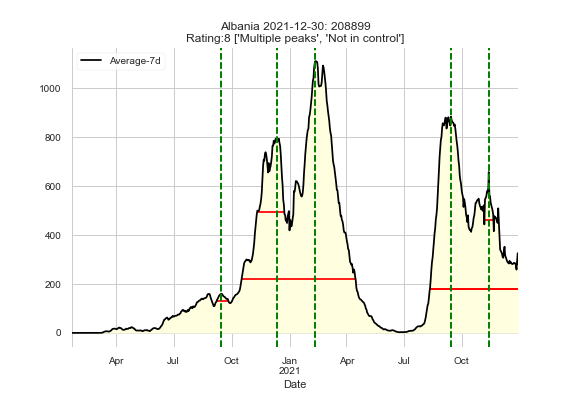 Albania 2021-12-30: 208899
Rating:8 ['Multiple peaks', 'Not in control']
Average-7d
1000
800
600
400
200
0
Apr Jul Oct Jan Apr Jul Oct
2021
Date